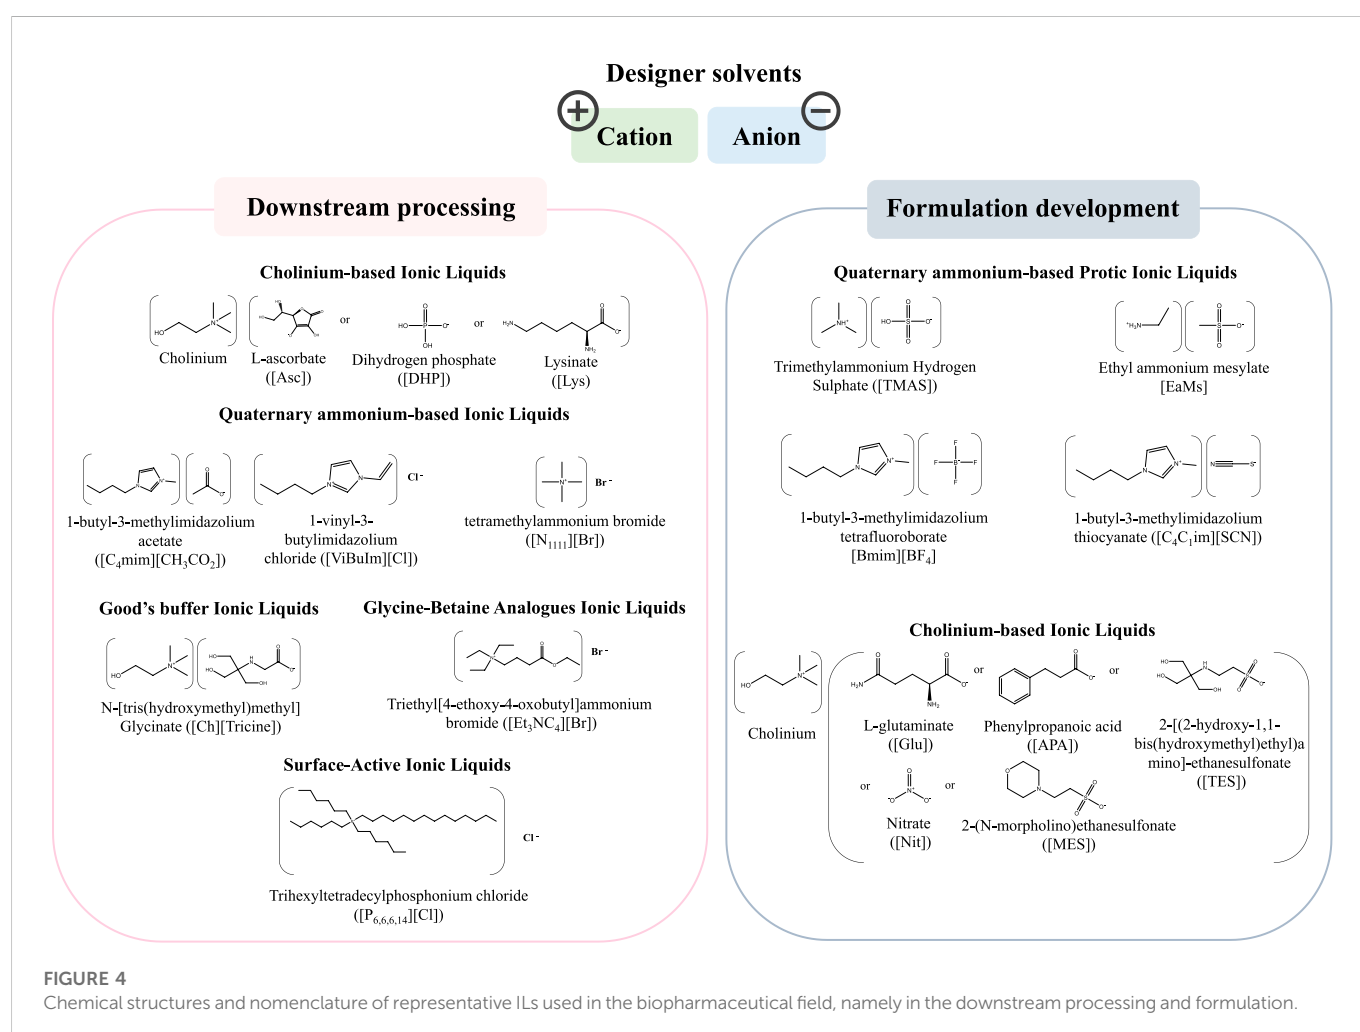 Designer solvents
Cation
Anion
Downstream processing
Cholinium-based Ionic Liquids
Cholinium
L-ascorbate
([Asc])
or
Dihydrogen phosphate
([DHP])
or
Lysinate
([Lys)
Quaternary ammonium-based Ionic Liquids
1-butyl-3-methylimidazolium
acetate
([C₄mim][CH₃CO₂])
Cl-
1-vinyl-3-
butylimidazolium
chloride ([ViBuIm][Cl])
Br-
tetramethylammonium bromide
([N₁₁₁₁][Br])
Good's buffer Ionic Liquids
N-[tris(hydroxymethyl)methyl]
Glycinate ([Ch][Tricine])
Glycine-Betaine Analogues Ionic Liquids
Br-
Triethyl[4-ethoxy-4-oxobutyl]ammonium
bromide ([Et₃NC₄][Br])
Surface-Active Ionic Liquids
Cl-
Trihexyltetradecylphosphonium chloride
([P₆,₆,₆,₁₄][Cl])
Formulation development
Quaternary ammonium-based Protic Ionic Liquids
Trimethylammonium Hydrogen
Sulphate ([TMAS])
Ethyl ammonium mesylate
[EaMs]
1-butyl-3-methylimidazolium
tetrafluoroborate
[Bmim][BF₄]
1-butyl-3-methylimidazolium
thiocyanate ([C₄C₁im][SCN])
Cholinium-based Ionic Liquids
Cholinium
L-glutaminate
([Glu])
or
Phenylpropanoic acid
([APA])
or
2-[(2-hydroxy-1,1-
bis(hydroxymethyl)ethyl)a
mino]-ethanesulfonate
([TES])
or
Nitrate
([Nit])
or
2-(N-morpholino)ethanesulfonate
([MES])
FIGURE 4
Chemical structures and nomenclature of representative ILs used in the biopharmaceutical field, namely in the downstream processing and formulation.